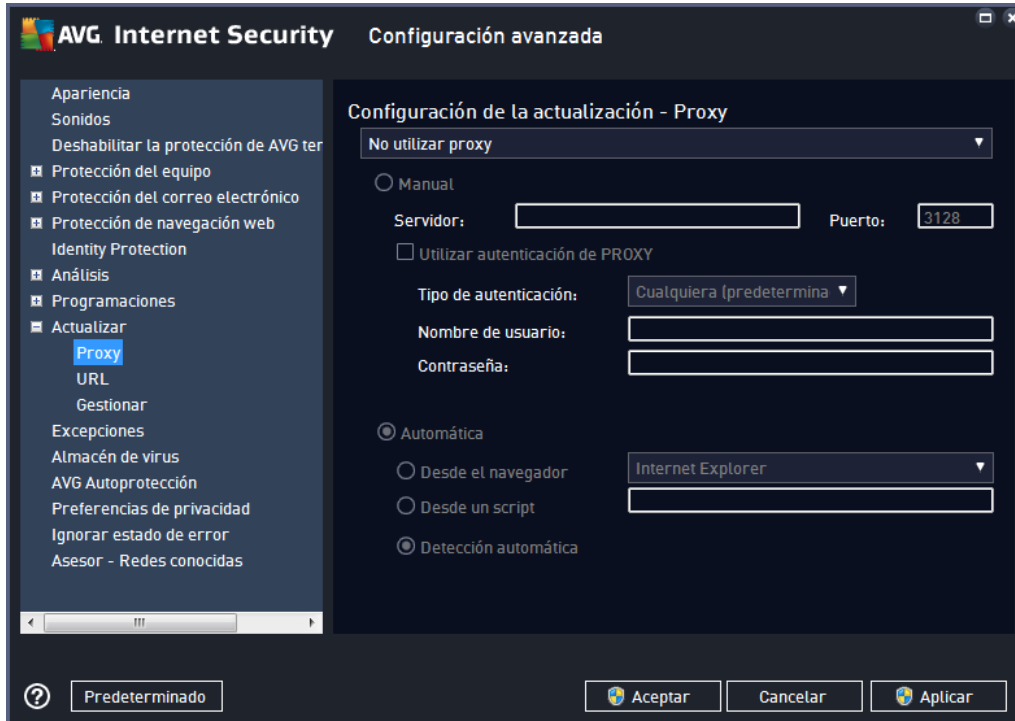 AVG. Internet Security
Configuración avanzada
Apariencia
Sonidos
Deshabilitar la protección de AVG ter
Protección del equipo
Protección del correo electrónico
Protección de navegación web
Identity Protection
Análisis
Programaciones
Actualizar
Proxy
URL
Gestionar
Excepciones
Almacén de virus
AVG Autoprotección
Preferencias de privacidad
Ignorar estado de error
Asesor - Redes conocidas
Configuración de la actualización - Proxy
No utilizar proxy
Manual
Servidor: Puerto: 3128
Utilizar autenticación de PROXY
Tipo de autenticación: Cualquiera (predetermina
Nombre de usuario:
Contraseña:
Automática
Desde el navegador Internet Explorer
Desde un script
Detección automática
? Predeterminado Aceptar Cancelar Aplicar